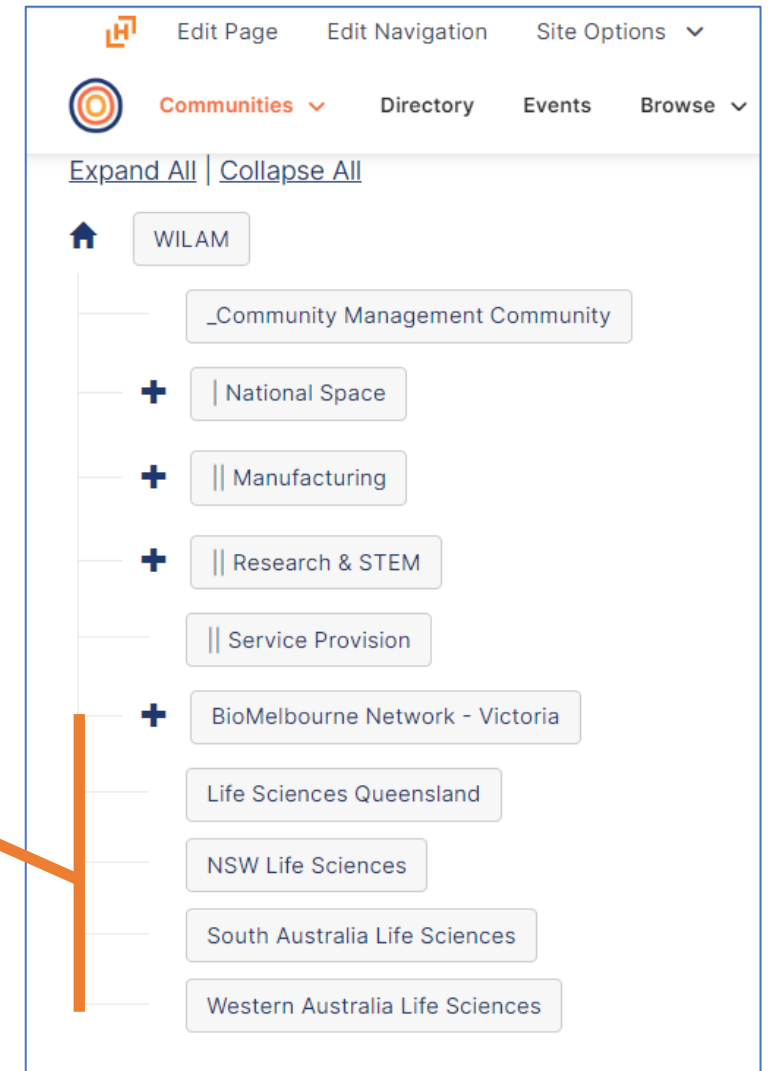 Edit Page Edit Navigation Site Options
Communities Directory Events Browse
Expand All | Collapse All
WILAM
_Community Management Community
| National Space
|| Manufacturing
|| Research & STEM
|| Service Provision
BioMelbourne Network - Victoria
Life Sciences Queensland
NSW Life Sciences
South Australia Life Sciences
Western Australia Life Sciences